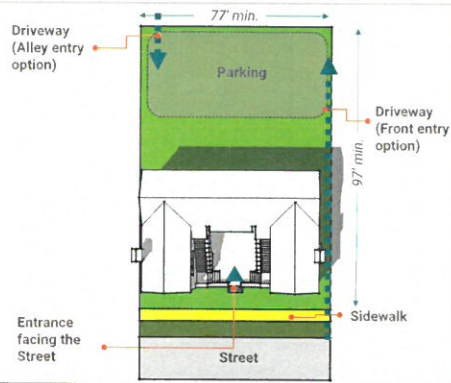 77' min.
Driveway
(Alley entry
option)
Parking
Driveway
(Front entry
option)
97' min.
Entrance
facing the
Street
Sidewalk
Street